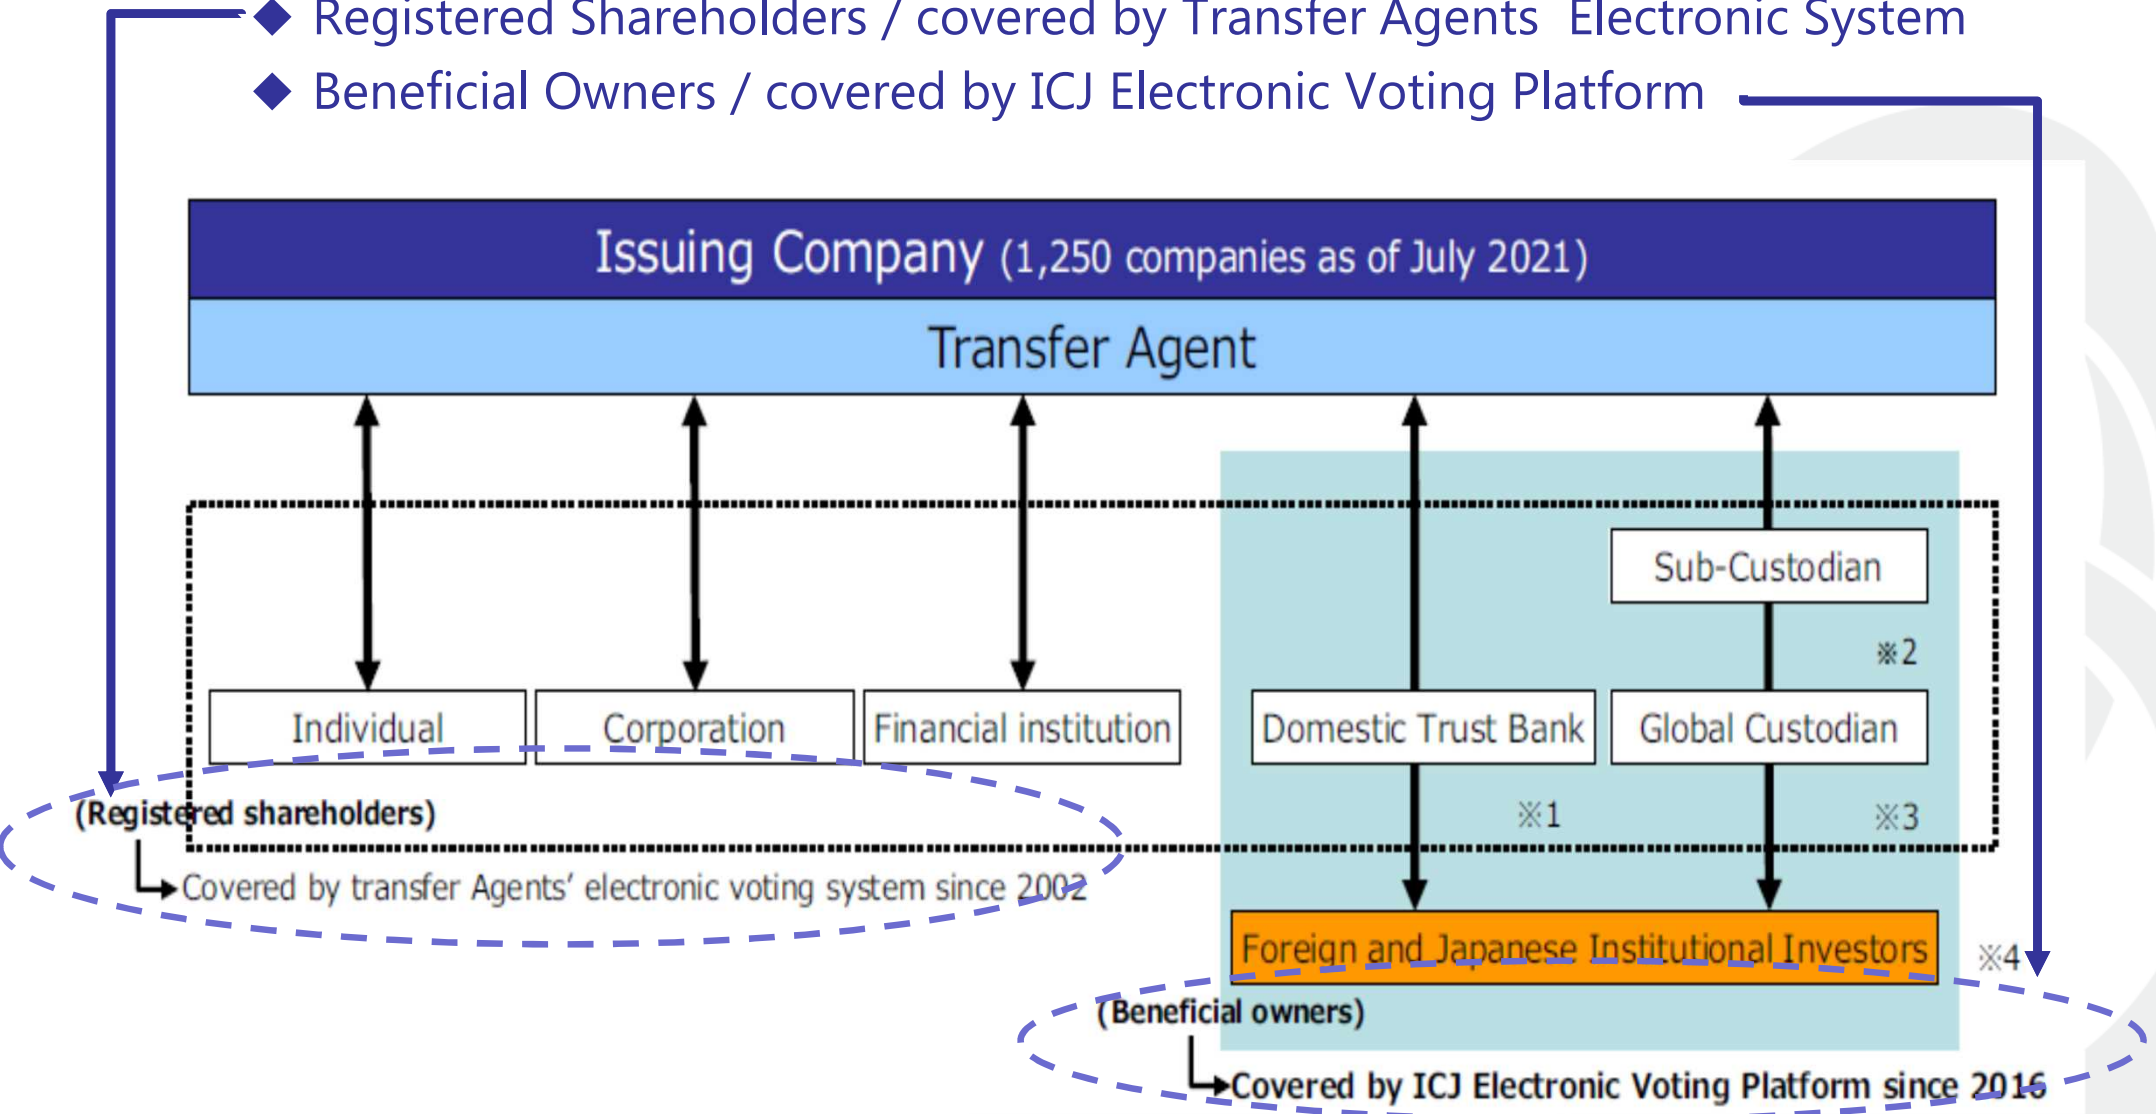 ◆ Registered Shareholders / covered by Transfer Agents Electronic System
◆ Beneficial Owners / covered by ICJ Electronic Voting Platform
Issuing Company (1,250 companies as of July 2021)
Transfer Agent
Sub-Custodian
※2
Individual
Corporation
Financial institution
Domestic Trust Bank
Global Custodian
(Registered shareholders)
※1
※3
Covered by transfer Agents' electronic voting system since 2002
Foreign and Japanese Institutional Investors
※4
(Beneficial owners)
Covered by ICJ Electronic Voting Platform since 2016